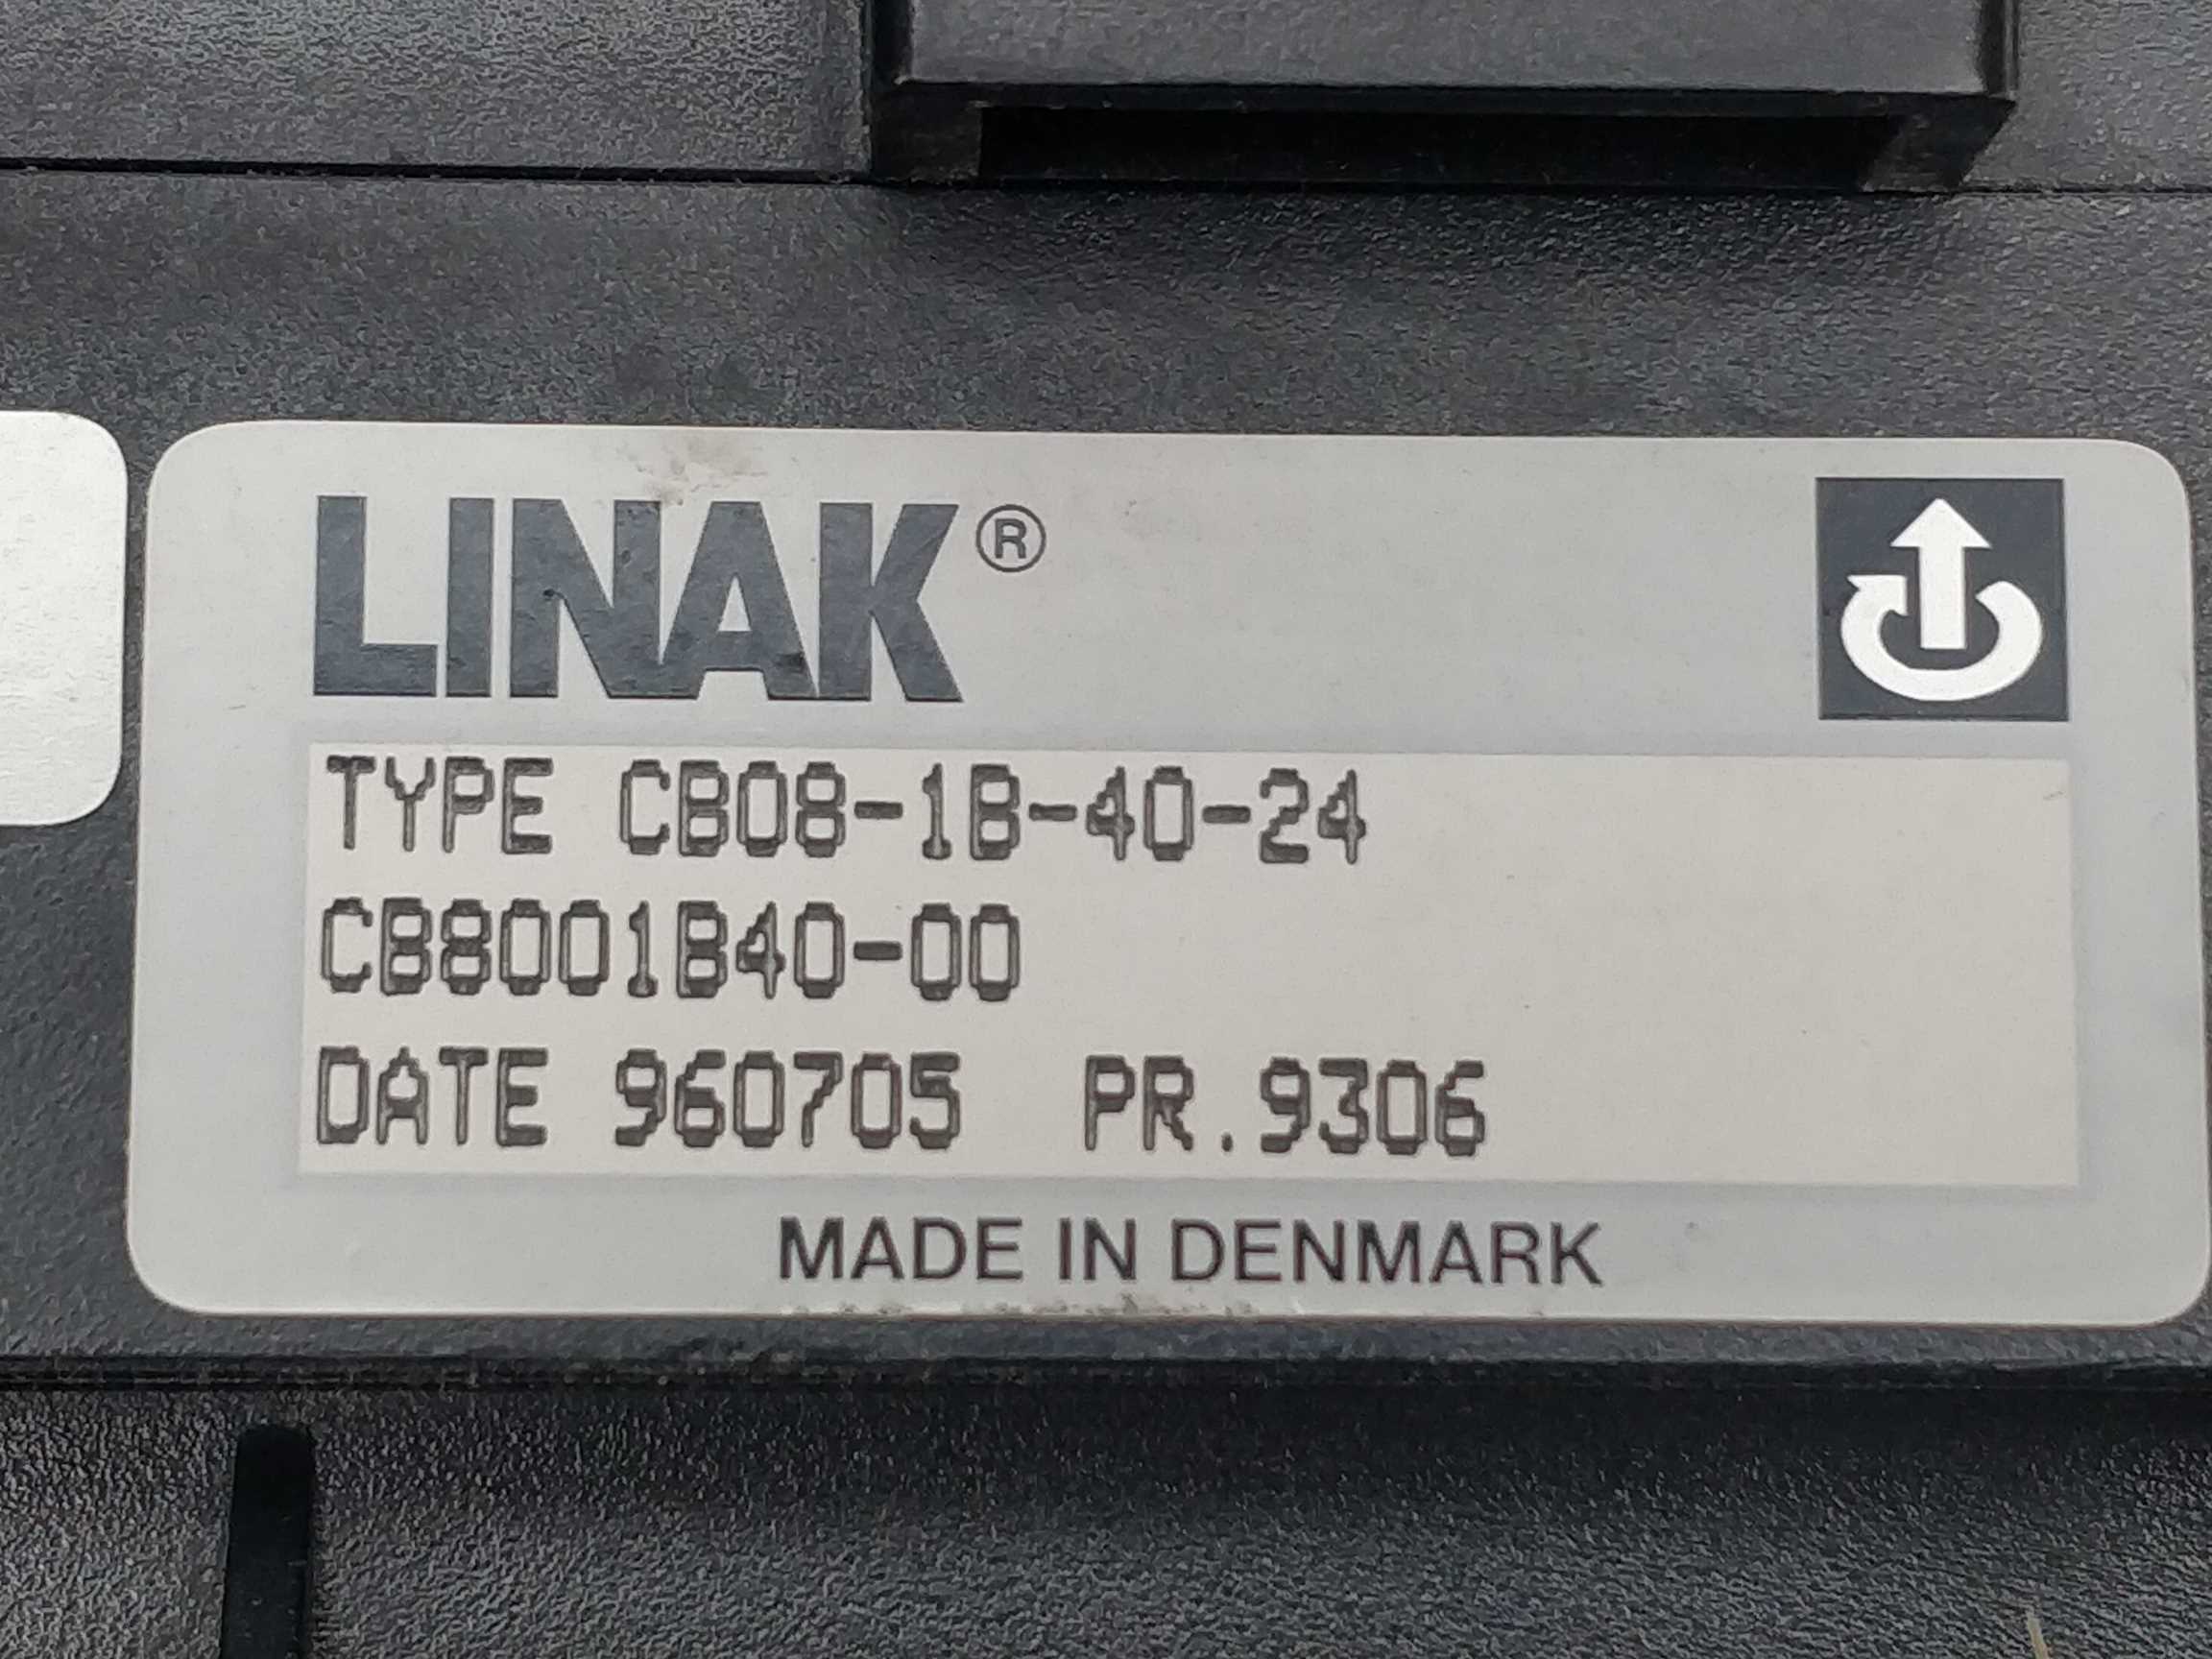 LINAK®
TYPE CB08-1B-40-24
CB8001B40-00
DATE 960705 PR.9306
MADE IN DENMARK